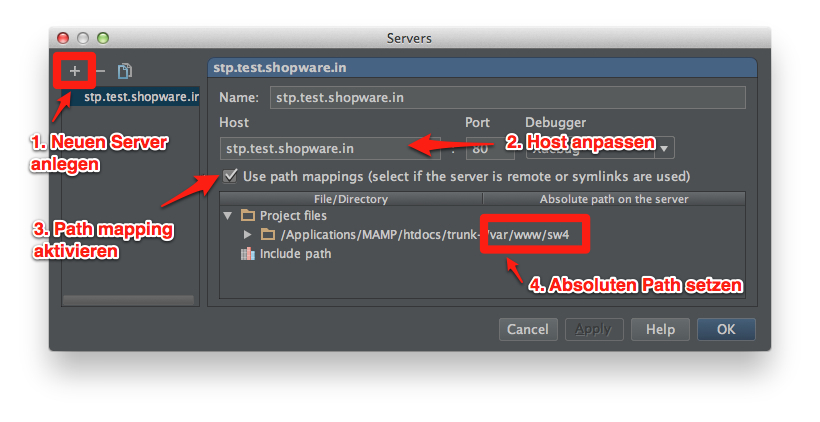 Servers
stp.test.shopware.in
stp.test.shopware.in
Name: stp.test.shopware.in
Host Port Debugger
stp.test.shopware.in : 80
1. Neuen Server
anlegen
2. Host anpassen
Use path mappings (select if the server is remote or symlinks are used)
File/Directory Absolute path on the server
3. Path mapping
aktivieren
Project files
/Applications/MAMP/htdocs/trunk- /var/www/sw4
Include path
4. Absoluten Path setzen
Cancel Apply Help OK